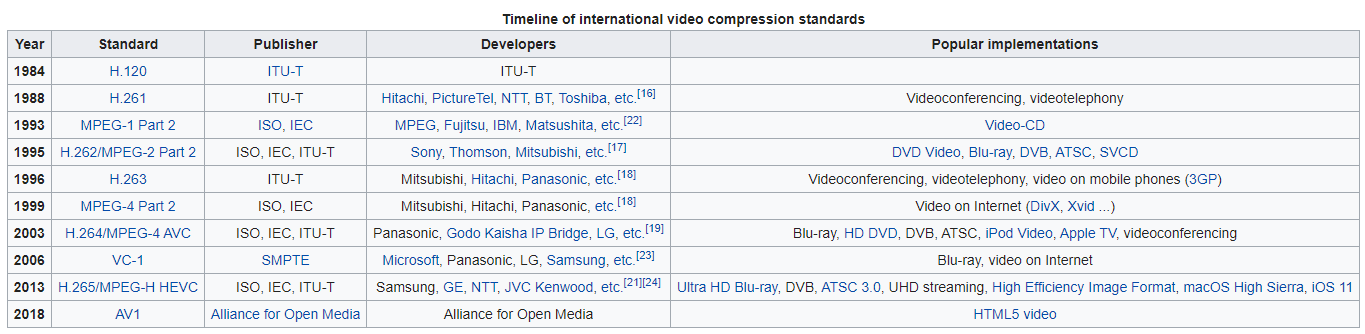 Timeline of international video compression standards
Year Standard Publisher Developers Popular implementations
1984 H.120 ITU-T ITU-T
1988 H.261 ITU-T Hitachi, PictureTel, NTT, BT, Toshiba, etc.[16] Videoconferencing, videotelephony
1993 MPEG-1 Part 2 ISO, IEC MPEG, Fujitsu, IBM, Matsushita, etc.[22] Video-CD
1995 H.262/MPEG-2 Part 2 ISO, IEC, ITU-T Sony, Thomson, Mitsubishi, etc.[17] DVD Video, Blu-ray, DVB, ATSC, SVCD
1996 H.263 ITU-T Mitsubishi, Hitachi, Panasonic, etc.[18] Videoconferencing, videotelephony, video on mobile phones (3GP)
1999 MPEG-4 Part 2 ISO, IEC Mitsubishi, Hitachi, Panasonic, etc.[18] Video on Internet (DivX, Xvid ...)
2003 H.264/MPEG-4 AVC ISO, IEC, ITU-T Panasonic, Godo Kaisha IP Bridge, LG, etc.[19] Blu-ray, HD DVD, DVB, ATSC, iPod Video, Apple TV, videoconferencing
2006 VC-1 SMPTE Microsoft, Panasonic, LG, Samsung, etc.[23] Blu-ray, video on Internet
2013 H.265/MPEG-H HEVC ISO, IEC, ITU-T Samsung, GE, NTT, JVC Kenwood, etc.[21][24] Ultra HD Blu-ray, DVB, ATSC 3.0, UHD streaming, High Efficiency Image Format, macOS High Sierra, iOS 11
2018 AV1 Alliance for Open Media Alliance for Open Media HTML5 video